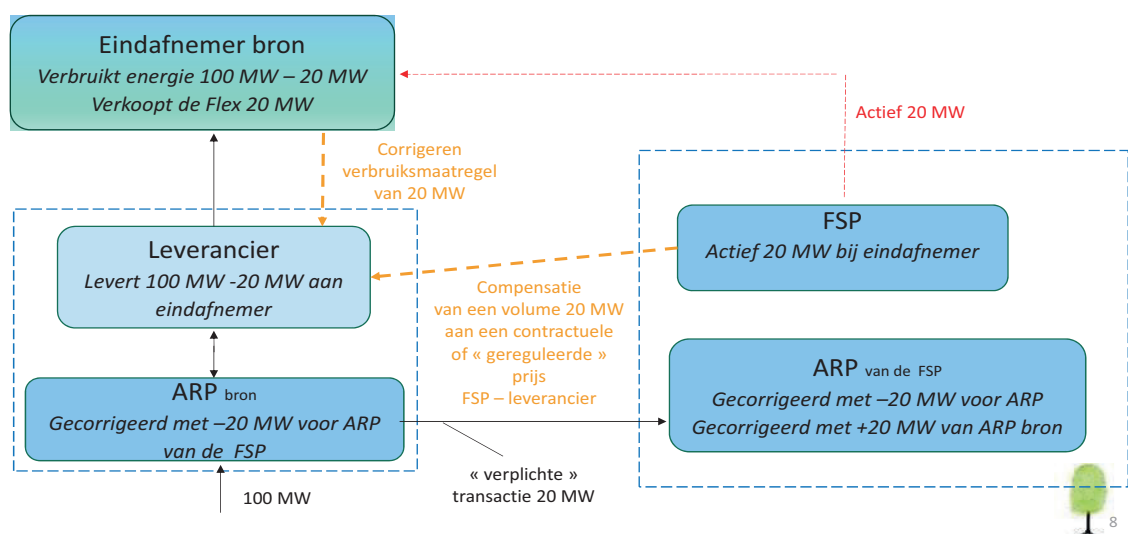 Eindafnemer bron
Verbruikt energie 100 MW – 20 MW
Verkoopt de Flex 20 MW
Actief 20 MW
Corrigeren
verbruiksmaatregel
van 20 MW
Leverancier
Levert 100 MW -20 MW aan
eindafnemer
FSP
Actief 20 MW bij eindafnemer
Compensatie
van een volume 20 MW
aan een contractuele
of « gereguleerde »
prijs
FSP – leverancier
ARP bron
Gecorrigeerd met –20 MW voor ARP
van de FSP
ARP van de FSP
Gecorrigeerd met –20 MW voor ARP
Gecorrigeerd met +20 MW van ARP bron
« verplichte »
transactie 20 MW
100 MW
8